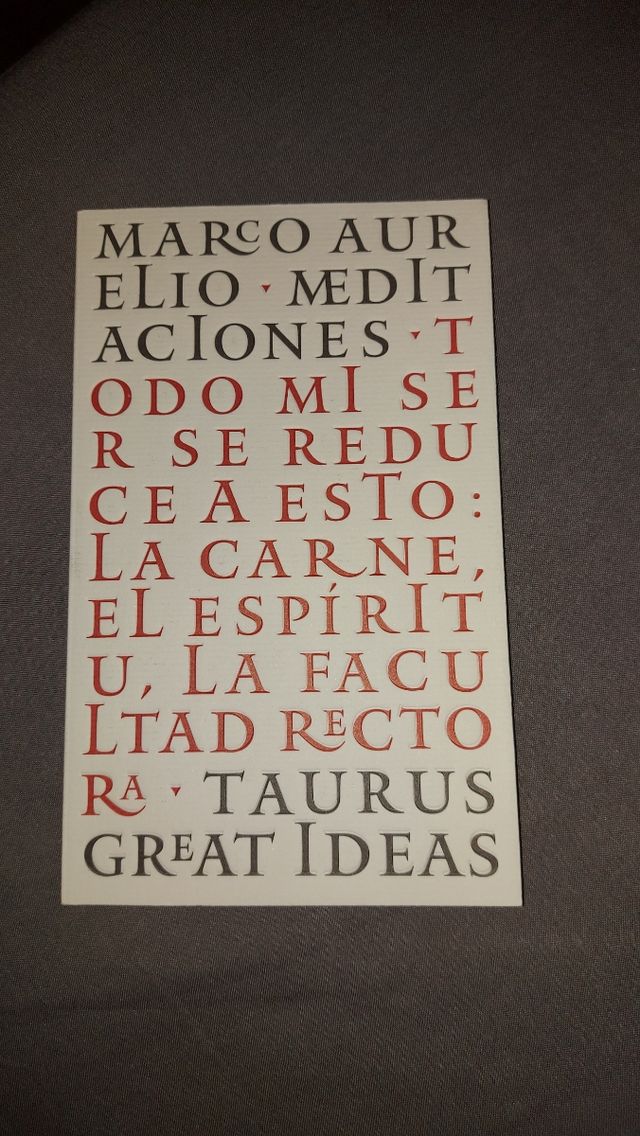 MARCO AUR
ELIO · MEDIT
ACIONES · T
ODO MI SE
R SE REDU
CE A ESTO:
LA CARNE,
EL ESPÍRIT
U, LA FACU
LTAD RECTO
RA · TAURUS
GREAT IDEAS